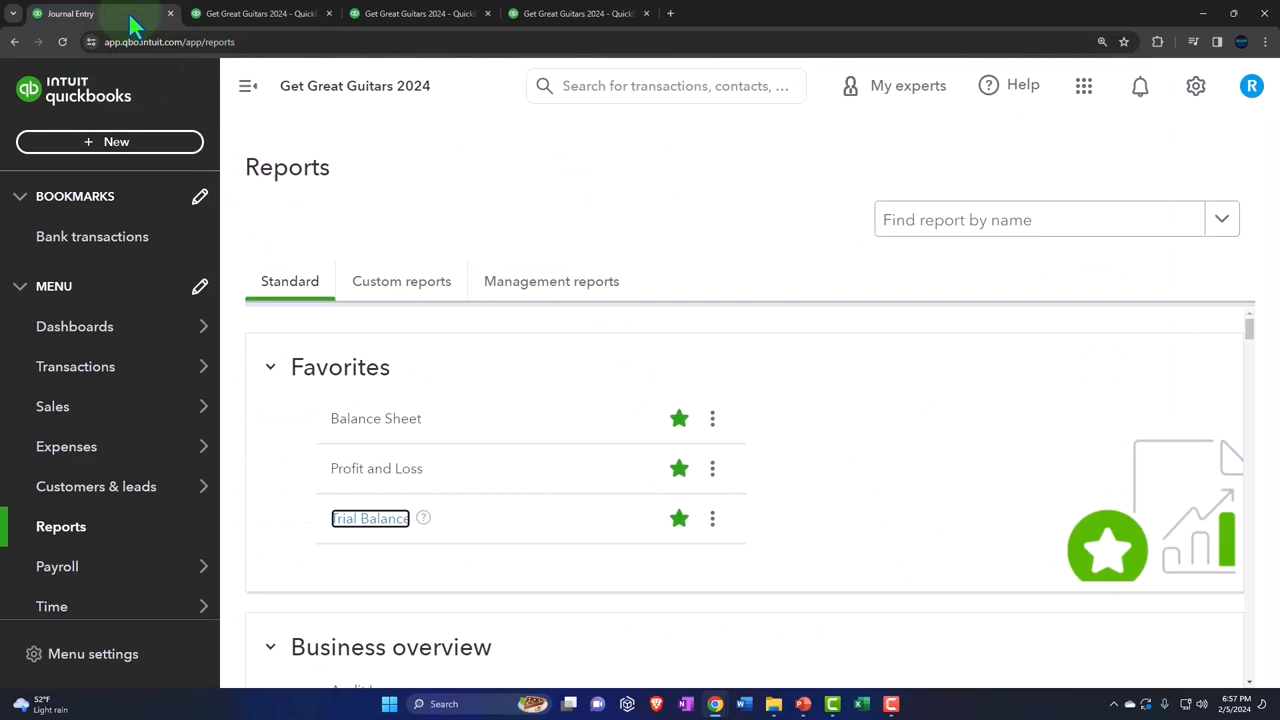 Journal Entry
Get Great Guitars 2024 - Quickb
Get Great Guitars 2024 - Quickb
Get Great Guitars 2024 - Quickb
app.qbo.intuit.com/app/reports
INTUIT
quickbooks
qb
Get Great Guitars 2024
Search for transactions, contacts, ...
My experts
Help
R
+ New
Reports
BOOKMARKS
Bank transactions
Find report by name
MENU
Standard
Custom reports
Management reports
Dashboards
Transactions
Sales
Expenses
Customers & leads
Reports
Payroll
Time
Menu settings
Favorites
Balance Sheet
Profit and Loss
Trial Balance
Business overview
52°F
Light rain
Search
6:57 PM
2/5/2024